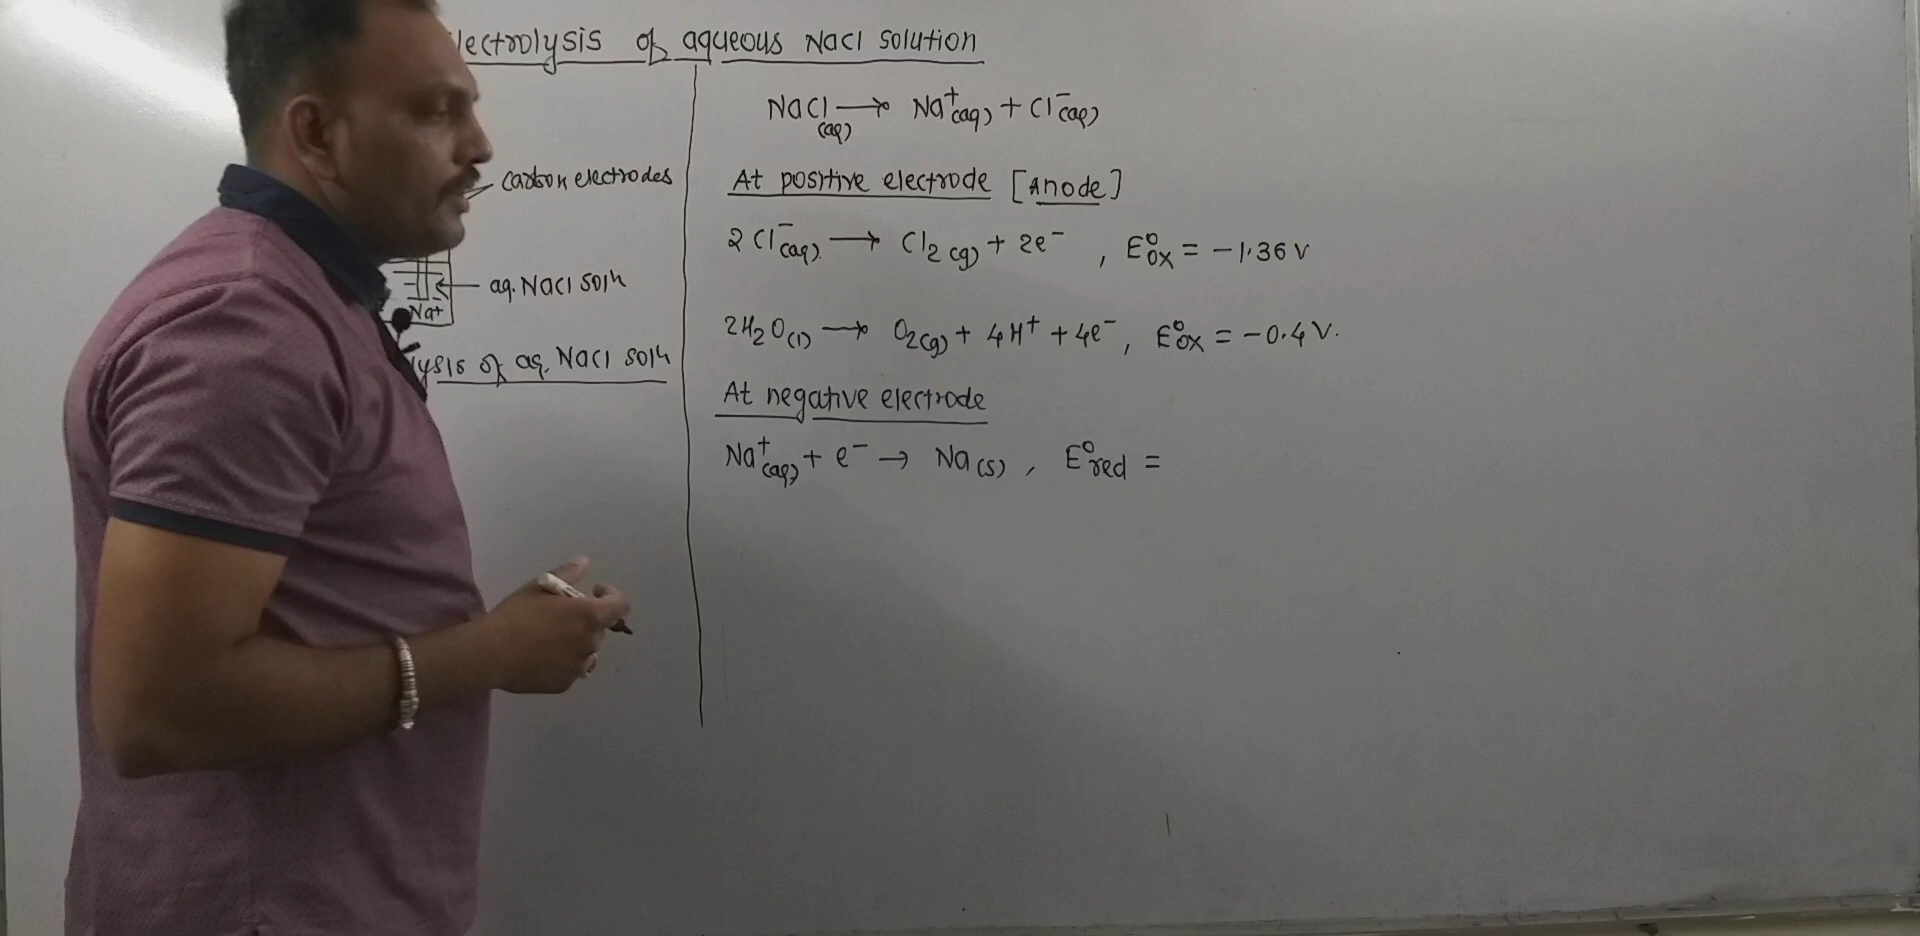 lectrolysis of aqueous NaCl solution
carbon electrodes
aq. NaCl soln
Na+
lysis of aq. NaCl soln
NaCl(aq) → Na⁺(aq) + Cl⁻(aq)
At positive electrode [Anode]
2Cl⁻(aq) → Cl₂(g) + 2e⁻ , E°ox = -1.36 V
2H₂O(l) → O₂(g) + 4H⁺ + 4e⁻ , E°ox = -0.4 V.
At negative electrode
Na⁺(aq) + e⁻ → Na(s) , E°red =